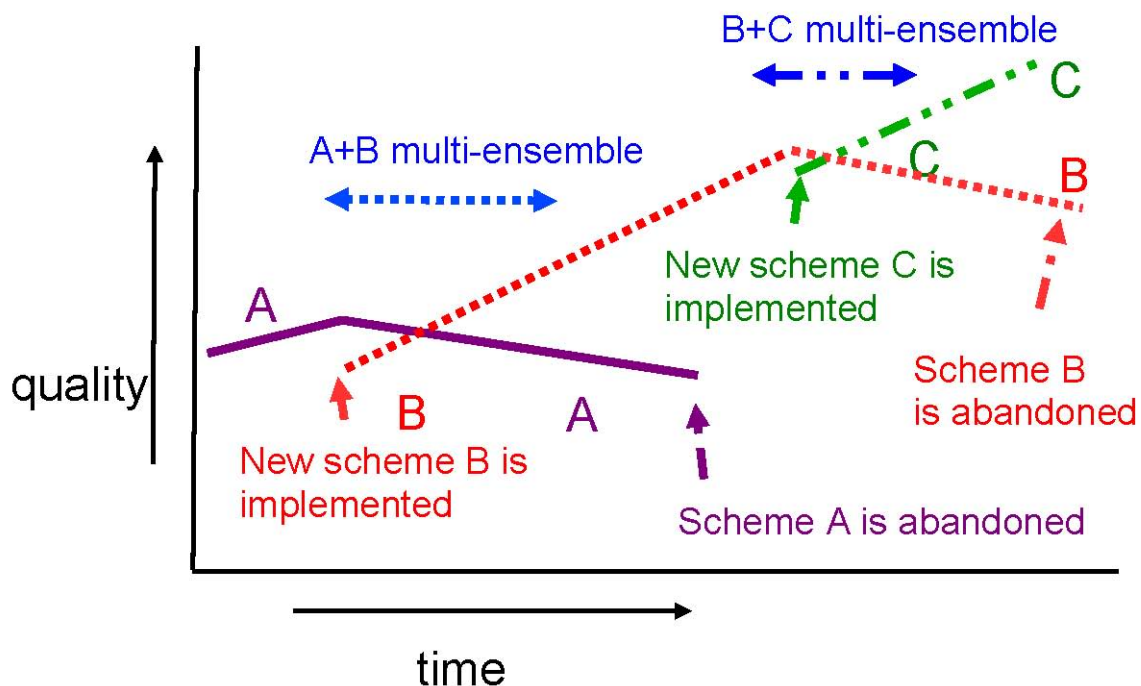 B+C multi-ensemble
C
A+B multi-ensemble
C
B
New scheme C is
implemented
A
quality
Scheme B
is abandoned
B
A
New scheme B is
implemented
Scheme A is abandoned
time